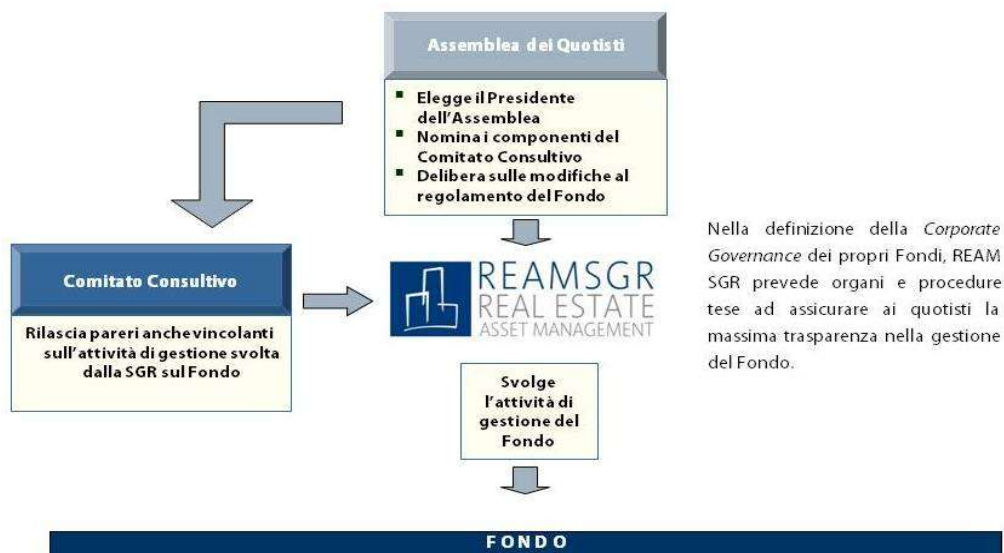 Assemblea dei Quotisti
▪ Elegge il Presidente
dell'Assemblea
▪ Nomina i componenti del
Comitato Consultivo
▪ Delibera sulle modifiche al
regolamento del Fondo
Comitato Consultivo
Rilascia pareri anche vincolanti
sull'attività di gestione svolta
dalla SGR sul Fondo
REAMSGR
REAL ESTATE
ASSET MANAGEMENT
Nella definizione della Corporate
Governance dei propri Fondi, REAM
SGR prevede organi e procedure
tese ad assicurare ai quotisti la
massima trasparenza nella gestione
del Fondo.
Svolge
l'attività di
gestione del
Fondo
FONDO